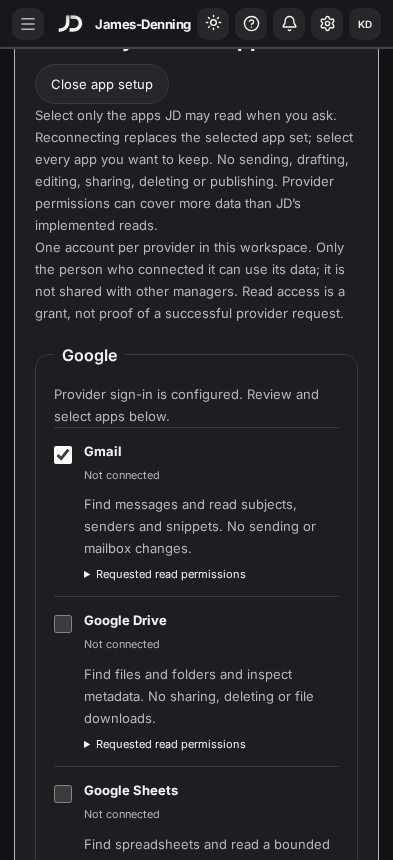 JD James-Denning KD
Close app setup
Select only the apps JD may read when you ask.
Reconnecting replaces the selected app set; select
every app you want to keep. No sending, drafting,
editing, sharing, deleting or publishing. Provider
permissions can cover more data than JD’s
implemented reads.
One account per provider in this workspace. Only
the person who connected it can use its data; it is
not shared with other managers. Read access is a
grant, not proof of a successful provider request.
Google
Provider sign-in is configured. Review and
select apps below.
Gmail
Not connected
Find messages and read subjects,
senders and snippets. No sending or
mailbox changes.
Requested read permissions
Google Drive
Not connected
Find files and folders and inspect
metadata. No sharing, deleting or file
downloads.
Requested read permissions
Google Sheets
Not connected
Find spreadsheets and read a bounded